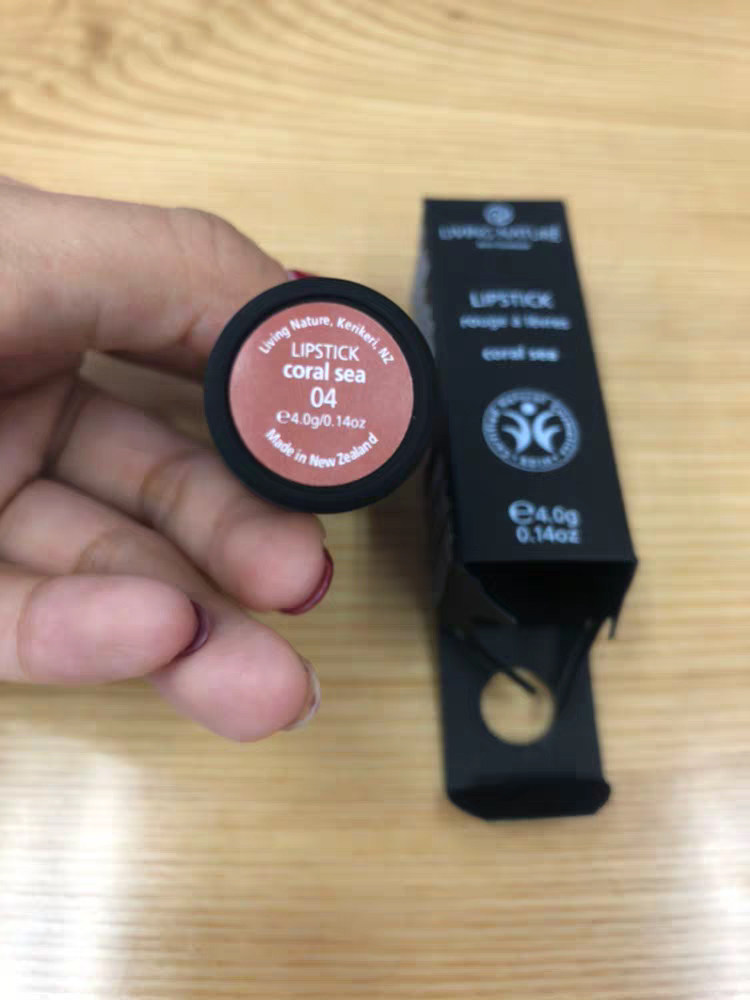 Living Nature, Kerikeri, NZ
LIPSTICK
coral sea
04
℮4.0g/0.14oz
Made in New Zealand
LIVING NATURE
LIPSTICK
rouge à lèvres
coral sea
℮4.0g
0.14oz